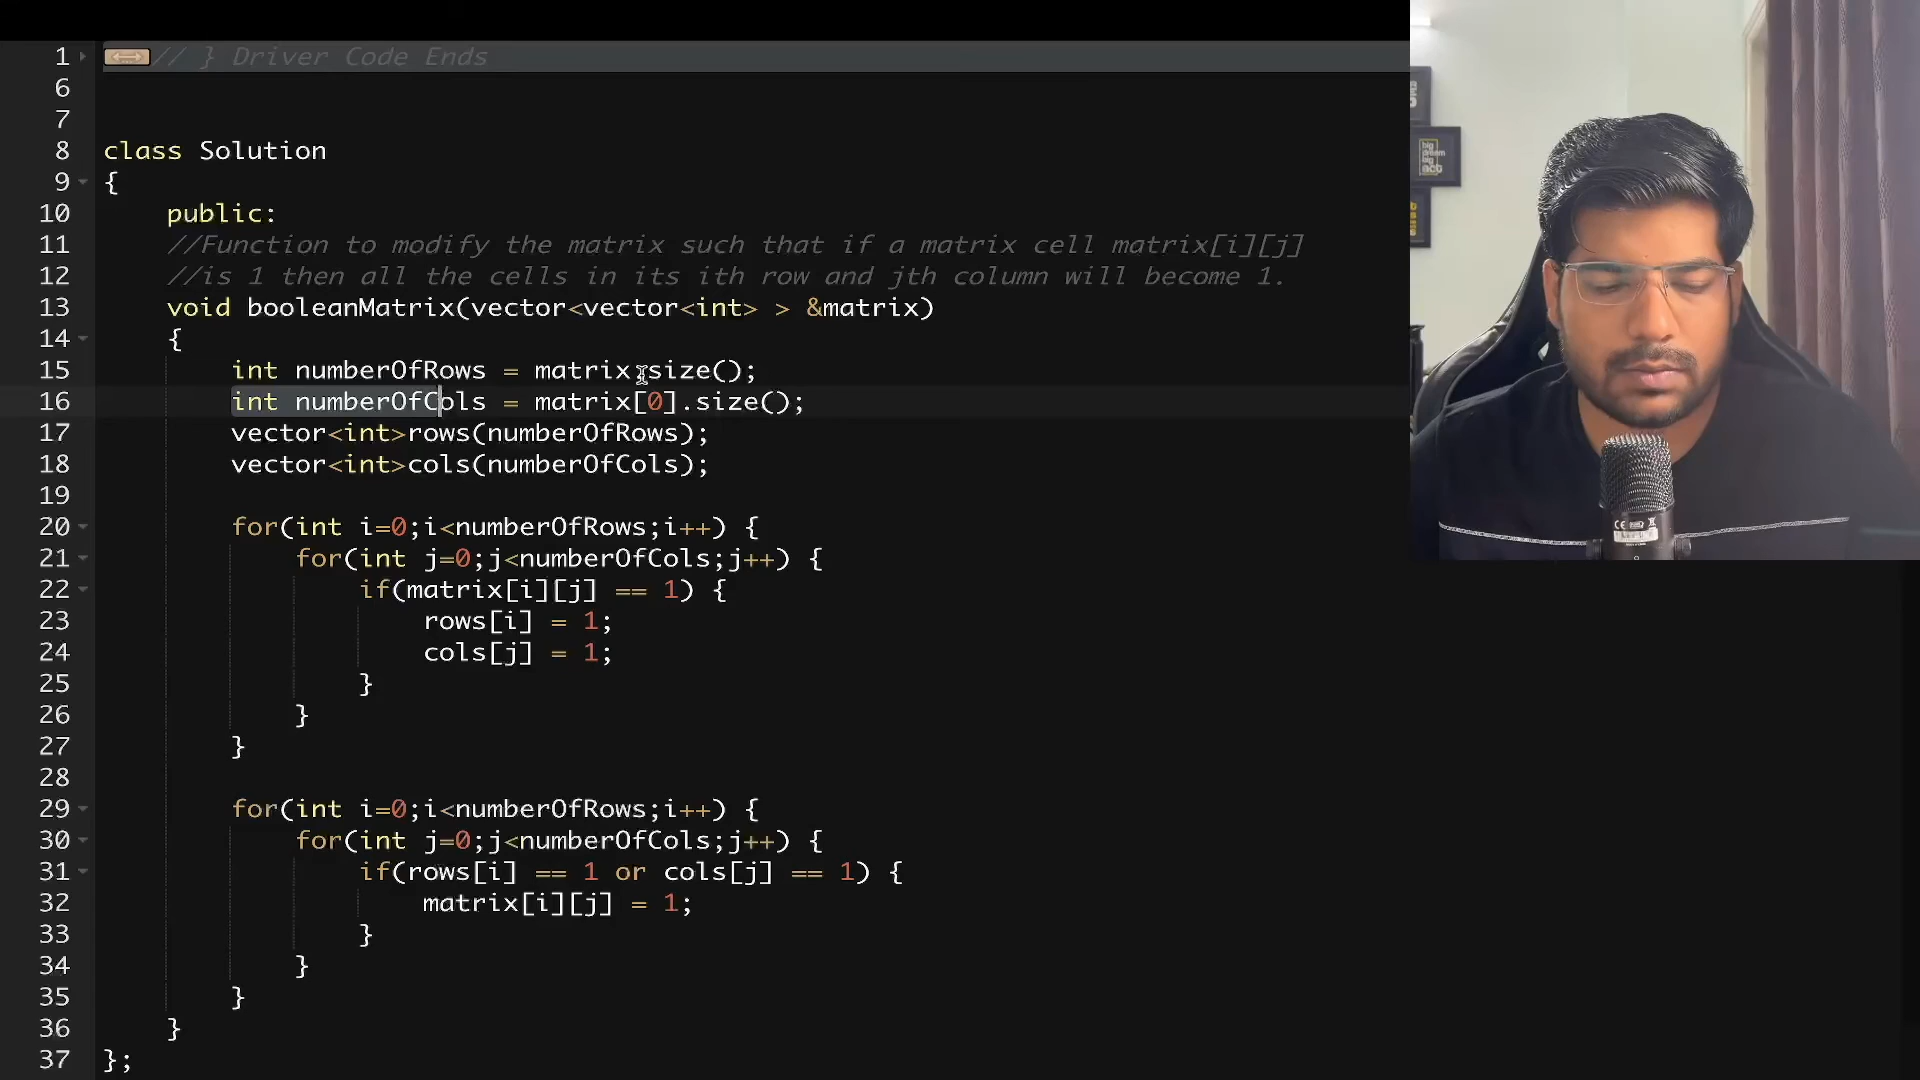 1 // } Driver Code Ends
6
7
8 class Solution
9 {
10 public:
11 //Function to modify the matrix such that if a matrix cell matrix[i][j]
12 //is 1 then all the cells in its ith row and jth column will become 1.
13 void booleanMatrix(vector<vector<int> > &matrix)
14 {
15 int numberOfRows = matrix.size();
16 int numberOfCols = matrix[0].size();
17 vector<int>rows(numberOfRows);
18 vector<int>cols(numberOfCols);
19
20 for(int i=0;i<numberOfRows;i++) {
21 for(int j=0;j<numberOfCols;j++) {
22 if(matrix[i][j] == 1) {
23 rows[i] = 1;
24 cols[j] = 1;
25 }
26 }
27 }
28
29 for(int i=0;i<numberOfRows;i++) {
30 for(int j=0;j<numberOfCols;j++) {
31 if(rows[i] == 1 or cols[j] == 1) {
32 matrix[i][j] = 1;
33 }
34 }
35 }
36 }
37 };
big
dream
big
act